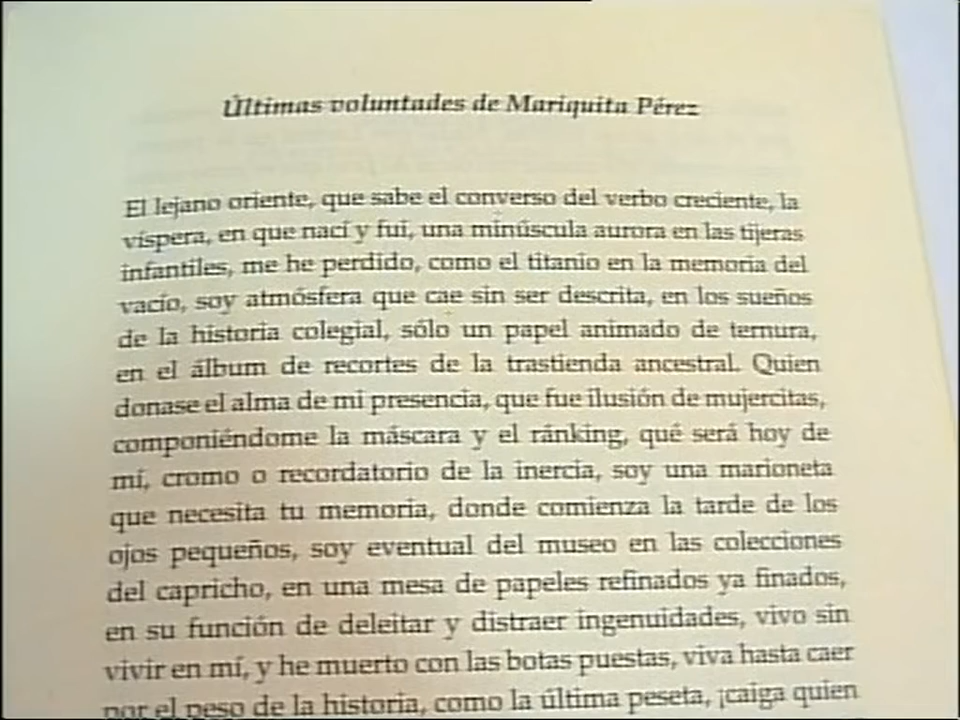 Últimas voluntades de Mariquita Pérez
El lejano oriente, que sabe el converso del verbo creciente, la
víspera, en que nací y fui, una minúscula aurora en las tijeras
infantiles, me he perdido, como el titanio en la memoria del
vacío, soy atmósfera que cae sin ser descrita, en los sueños
de la historia colegial, sólo un papel animado de ternura,
en el álbum de recortes de la trastienda ancestral. Quien
donase el alma de mi presencia, que fue ilusión de mujercitas,
componiéndome la máscara y el ránking, qué será hoy de
mí, cromo o recordatorio de la inercia, soy una marioneta
que necesita tu memoria, donde comienza la tarde de los
ojos pequeños, soy eventual del museo en las colecciones
del capricho, en una mesa de papeles refinados ya finados,
en su función de deleitar y distraer ingenuidades, vivo sin
vivir en mí, y he muerto con las botas puestas, viva hasta caer
por el peso de la historia, como la última peseta, ¡caiga quien